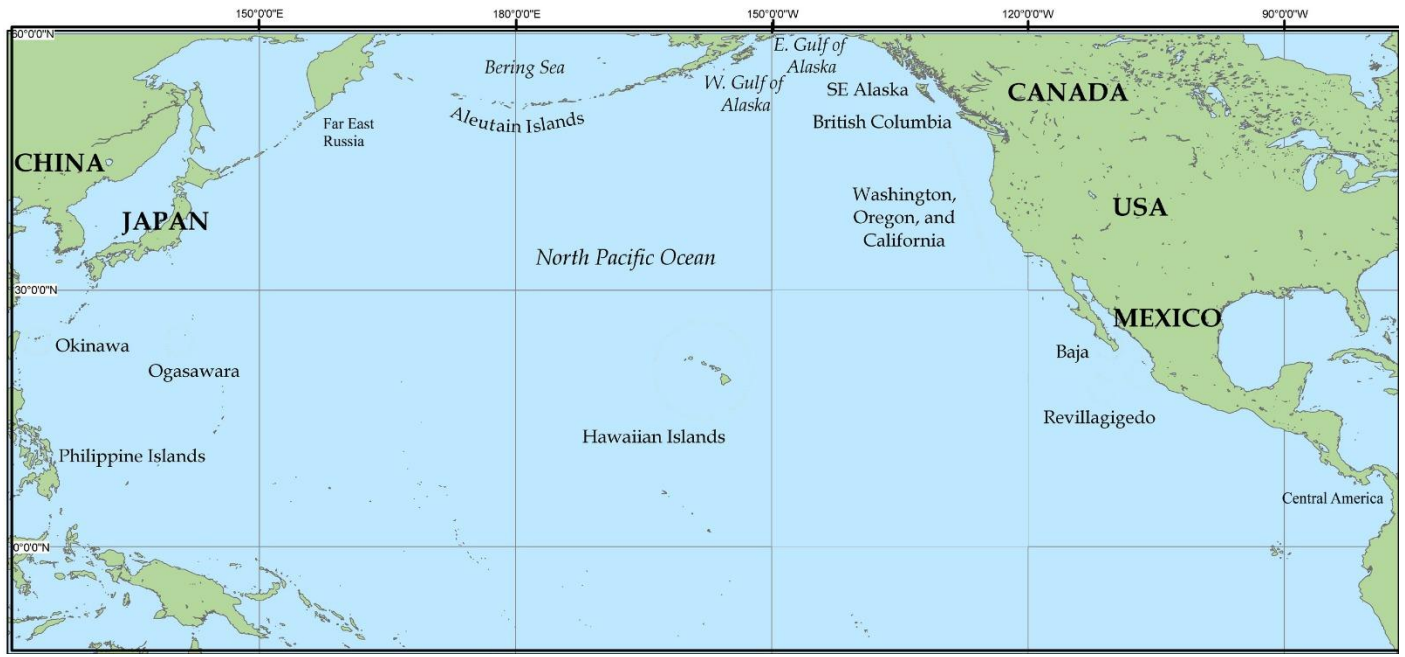 150°0'0"E
180°0'0"
150°0'0"W
120°0'0"W
90°0'0"W
60°0'0"N
E. Gulf of
Alaska
Bering Sea
W. Gulf of
Alaska
SE Alaska
CANADA
Aleutain Islands
British Columbia
Far East
Russia
CHINA
JAPAN
Washington,
Oregon, and
California
USA
North Pacific Ocean
30°0'0"N
MEXICO
Okinawa
Baja
Ogasawara
Revillagigedo
Hawaiian Islands
Philippine Islands
Central America
0°0'0"N